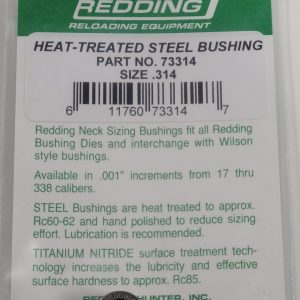 REDDING
RELOADING EQUIPMENT
HEAT-TREATED STEEL BUSHING
PART NO. 73314
SIZE .314
6 11760 73314 7
Redding Neck Sizing Bushings fit all Redding
Bushing Dies and interchange with Wilson
style bushings.
Available in .001" increments from 17 thru
338 calibers.
STEEL Bushings are heat treated to approx.
Rc60-62 and hand polished to reduce sizing
effort. Lubrication is recommended.
TITANIUM NITRIDE surface treatment tech-
nology increases the lubricity and effective
surface hardness to approx. Rc85.
HUNTER, INC.